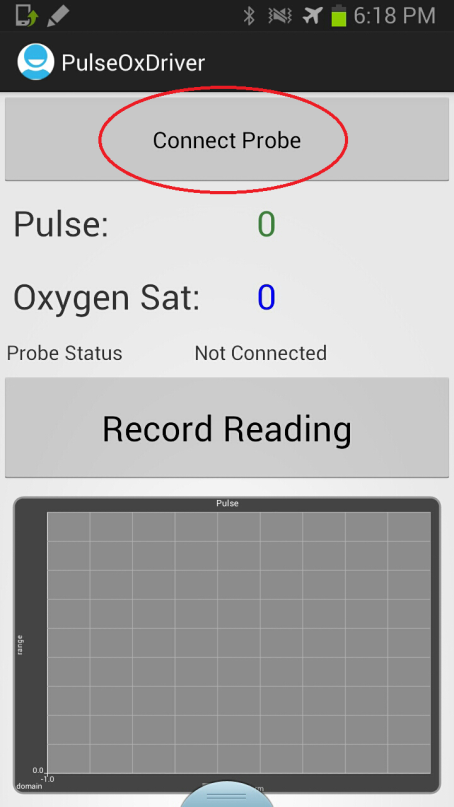 6:18 PM
PulseOxDriver
Connect Probe
Pulse: 0
Oxygen Sat: 0
Probe Status Not Connected
Record Reading
Pulse
range
0.0
-1.0
domain